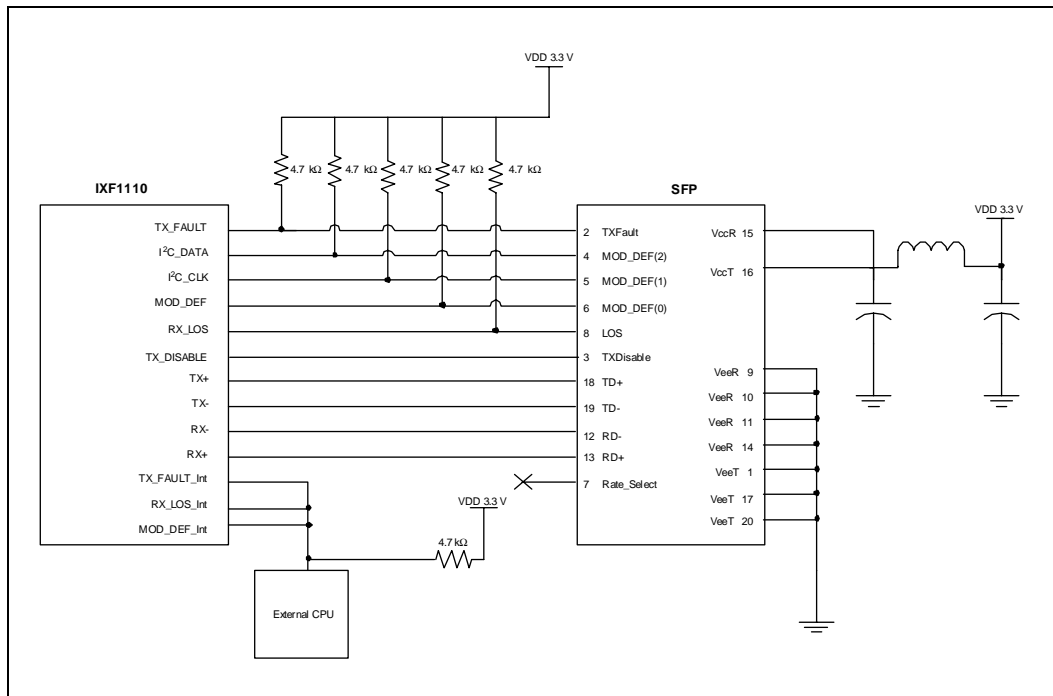 VDD 3.3 V
4.7 kΩ
4.7 kΩ
4.7 kΩ
4.7 kΩ
4.7 kΩ
IXF1110
TX_FAULT
I²C_DATA
I²C_CLK
MOD_DEF
RX_LOS
TX_DISABLE
TX+
TX-
RX-
RX+
TX_FAULT_Int
RX_LOS_Int
MOD_DEF_Int
SFP
2 TXFault
4 MOD_DEF(2)
5 MOD_DEF(1)
6 MOD_DEF(0)
8 LOS
3 TXDisable
18 TD+
19 TD-
12 RD-
13 RD+
7 Rate_Select
VccR 15
VccT 16
VeeR 9
VeeR 10
VeeR 11
VeeR 14
VeeT 1
VeeT 17
VeeT 20
VDD 3.3 V
VDD 3.3 V
4.7 kΩ
External CPU